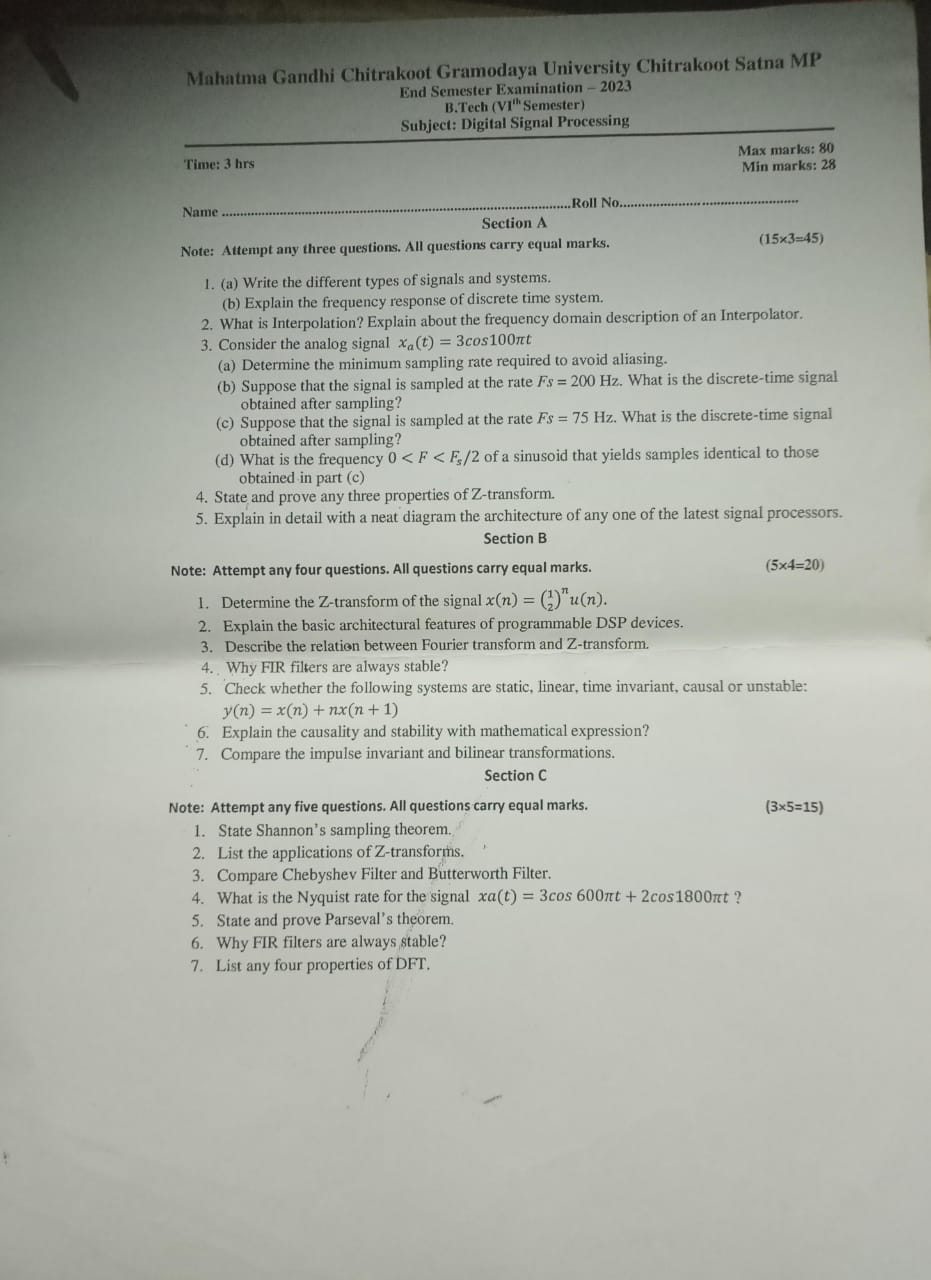 Mahatma Gandhi Chitrakoot Gramodaya University Chitrakoot Satna MP
End Semester Examination – 2023
B.Tech (VIth Semester)
Subject: Digital Signal Processing
Time: 3 hrs
Max marks: 80
Min marks: 28
Name ........................................................................Roll No.............................................
Section A
Note: Attempt any three questions. All questions carry equal marks. (15×3=45)
1. (a) Write the different types of signals and systems.
(b) Explain the frequency response of discrete time system.
2. What is Interpolation? Explain about the frequency domain description of an Interpolator.
3. Consider the analog signal xₐ(t) = 3cos100πt
(a) Determine the minimum sampling rate required to avoid aliasing.
(b) Suppose that the signal is sampled at the rate Fs = 200 Hz. What is the discrete-time signal
obtained after sampling?
(c) Suppose that the signal is sampled at the rate Fs = 75 Hz. What is the discrete-time signal
obtained after sampling?
(d) What is the frequency 0 < F < Fₛ/2 of a sinusoid that yields samples identical to those
obtained in part (c)
4. State and prove any three properties of Z-transform.
5. Explain in detail with a neat diagram the architecture of any one of the latest signal processors.
Section B
Note: Attempt any four questions. All questions carry equal marks. (5×4=20)
1. Determine the Z-transform of the signal x(n) = (1/2)ⁿu(n).
2. Explain the basic architectural features of programmable DSP devices.
3. Describe the relation between Fourier transform and Z-transform.
4. Why FIR filters are always stable?
5. Check whether the following systems are static, linear, time invariant, causal or unstable:
y(n) = x(n) + nx(n + 1)
6. Explain the causality and stability with mathematical expression?
7. Compare the impulse invariant and bilinear transformations.
Section C
Note: Attempt any five questions. All questions carry equal marks. (3×5=15)
1. State Shannon's sampling theorem.
2. List the applications of Z-transforms.
3. Compare Chebyshev Filter and Butterworth Filter.
4. What is the Nyquist rate for the signal xa(t) = 3cos 600πt + 2cos1800πt ?
5. State and prove Parseval's theorem.
6. Why FIR filters are always stable?
7. List any four properties of DFT.